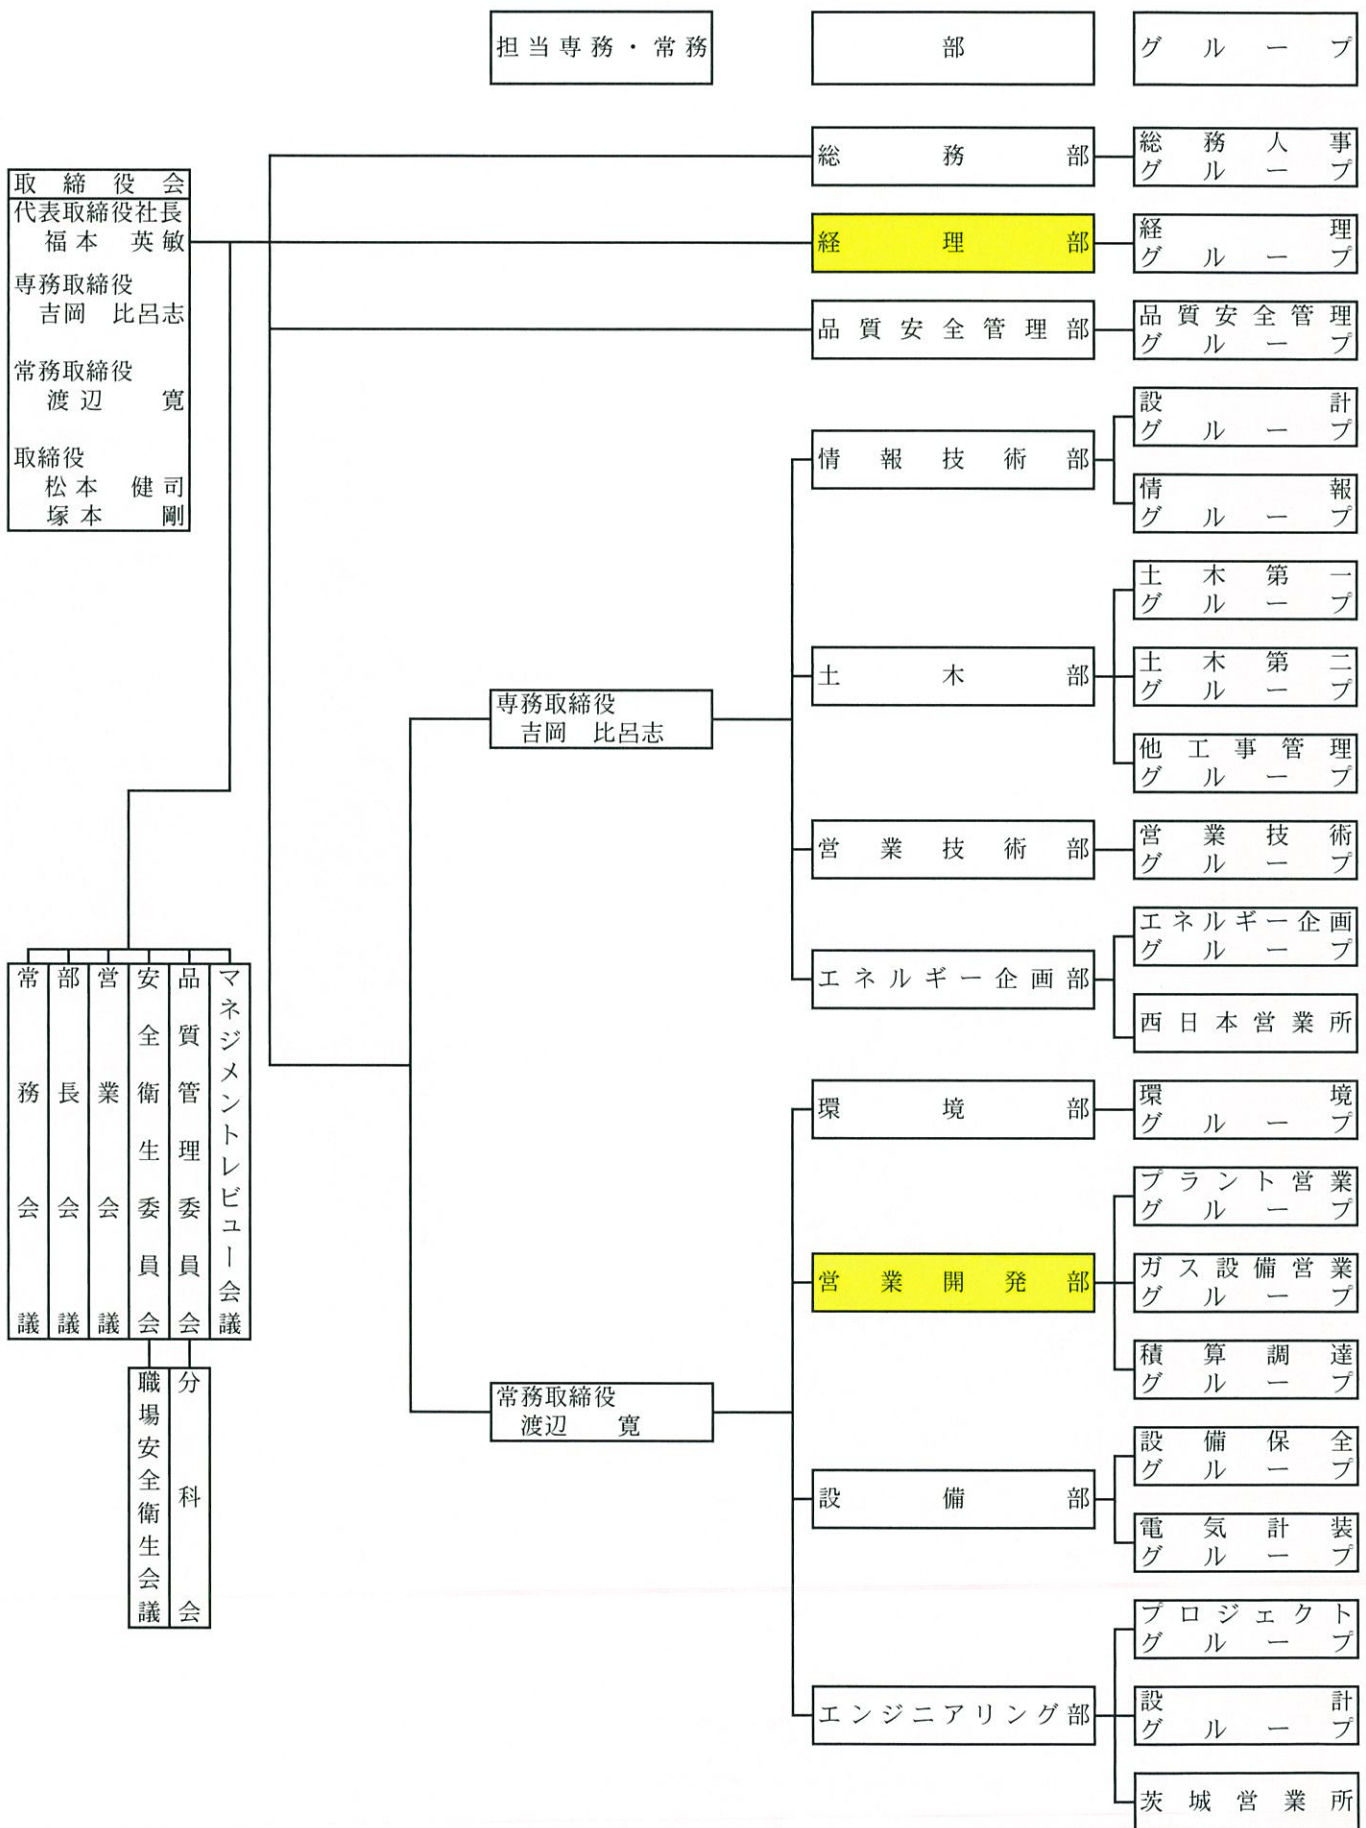 担当専務・常務
部
グループ
取締役会
代表取締役社長
福本 英敏
専務取締役
吉岡 比呂志
常務取締役
渡辺 寛
取締役
松本 健司
塚本 剛
総務部
総務人事
グループ
経理部
経理
グループ
品質安全管理部
品質安全管理
グループ
専務取締役
吉岡 比呂志
情報技術部
設計
グループ
情報
グループ
土木部
土木第一
グループ
土木第二
グループ
他工事管理
グループ
営業技術部
営業技術
グループ
エネルギー企画部
エネルギー企画
グループ
西日本営業所
常務取締役
渡辺 寛
環境部
環境
グループ
営業開発部
プラント営業
グループ
ガス設備営業
グループ
積算調達
グループ
設備部
設備保全
グループ
電気計装
グループ
エンジニアリング部
プロジェクト
グループ
設計
グループ
茨城営業所
常務会議
部長会議
営業会議
安全衛生委員会
品質管理委員会
マネジメントレビュー会議
職場安全衛生会議
分科会